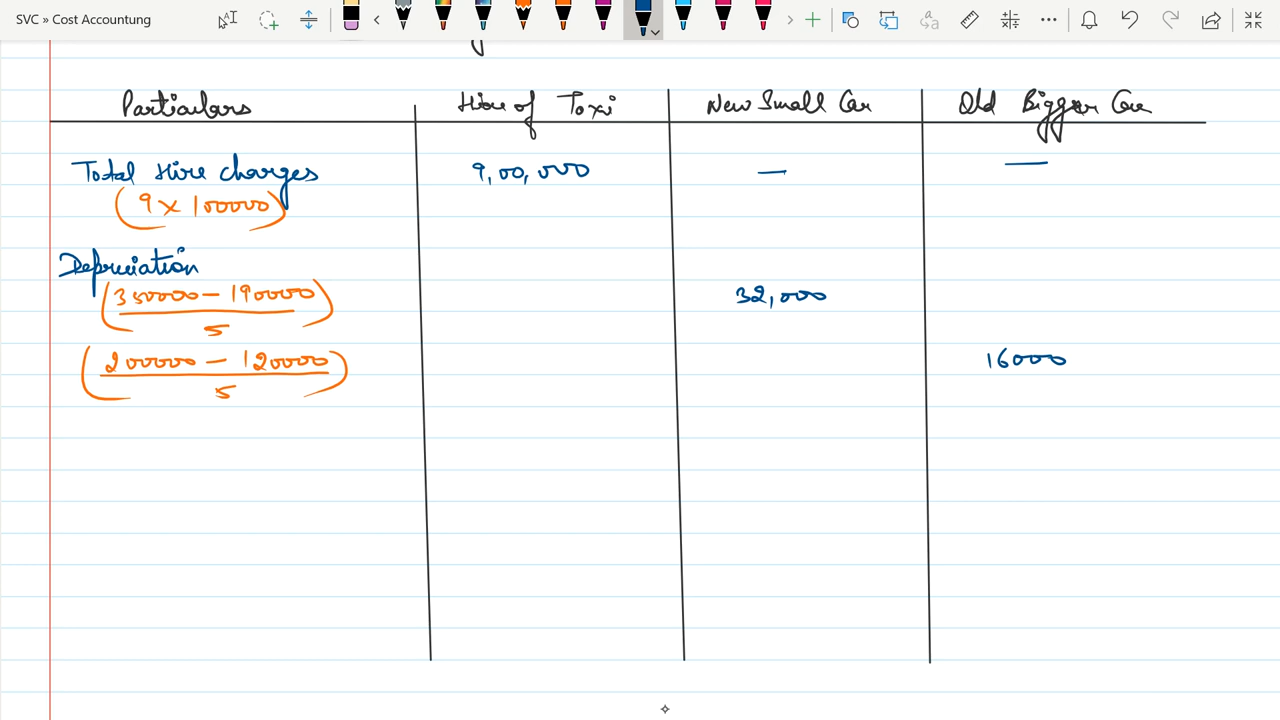 SVC » Cost Accountung
Particulars Hire of Taxi New Small Car Old Bigger Car
Total Hire charges 9,00,000 — —
(9 x 100000)
Depreciation
(350000 - 190000) 32,000
5
(200000 - 120000) 16000
5